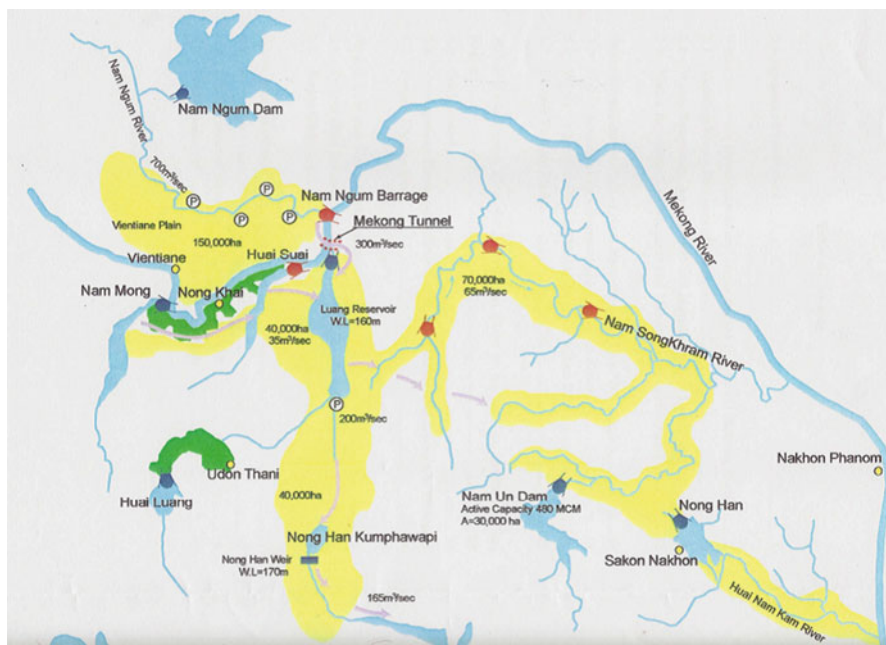 Nam Ngum Dam
Nam Ngum River
700m³/sec
P
P
P
P
Nam Ngum Barrage
Mekong Tunnel
300m³/sec
Vientiane Plain
150,000ha
Vientiane
Huai Suai
Nam Mong
Nong Khai
Mekong River
70,000ha
65m³/sec
Luang Reservoir
W.L=160m
40,000ha
35m³/sec
Nam SongKhram River
P
200m³/sec
Udon Thani
Huai Luang
40,000ha
Nakhon Phanom
Nam Un Dam
Active Capacity 480 MCM
A=30,000 ha
Nong Han
Nong Han Kumphawapi
Nong Han Weir
W.L=170m
Sakon Nakhon
165m³/sec
Huai Nam Kam River